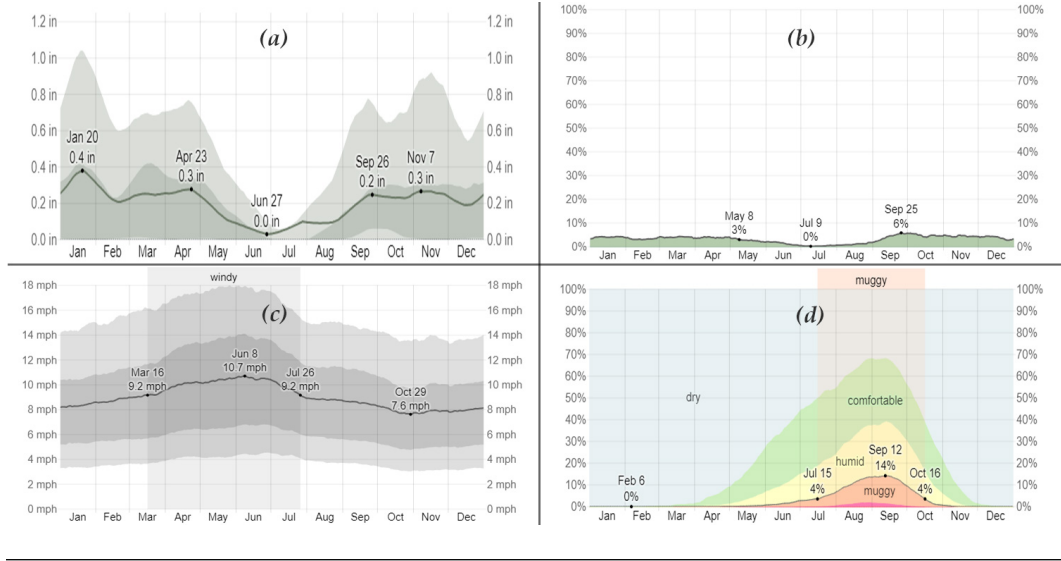 (a)
1.2 in 1.2 in
1.0 in 1.0 in
0.8 in 0.8 in
0.6 in 0.6 in
0.4 in 0.4 in
0.2 in 0.2 in
0.0 in 0.0 in
Jan 20
0.4 in
Apr 23
0.3 in
Jun 27
0.0 in
Sep 26
0.2 in
Nov 7
0.3 in
Jan Feb Mar Apr May Jun Jul Aug Sep Oct Nov Dec
(b)
100% 100%
90% 90%
80% 80%
70% 70%
60% 60%
50% 50%
40% 40%
30% 30%
20% 20%
10% 10%
0% 0%
May 8
3%
Jul 9
0%
Sep 25
6%
Jan Feb Mar Apr May Jun Jul Aug Sep Oct Nov Dec
windy
(c)
18 mph 18 mph
16 mph 16 mph
14 mph 14 mph
12 mph 12 mph
10 mph 10 mph
8 mph 8 mph
6 mph 6 mph
4 mph 4 mph
2 mph 2 mph
0 mph 0 mph
Mar 16
9.2 mph
Jun 8
10.7 mph
Jul 26
9.2 mph
Oct 29
7.6 mph
Jan Feb Mar Apr May Jun Jul Aug Sep Oct Nov Dec
muggy
(d)
100% 100%
90% 90%
80% 80%
70% 70%
60% 60%
50% 50%
40% 40%
30% 30%
20% 20%
10% 10%
0% 0%
dry
comfortable
humid
muggy
Feb 6
0%
Jul 15
4%
Sep 12
14%
Oct 16
4%
Jan Feb Mar Apr May Jun Jul Aug Sep Oct Nov Dec